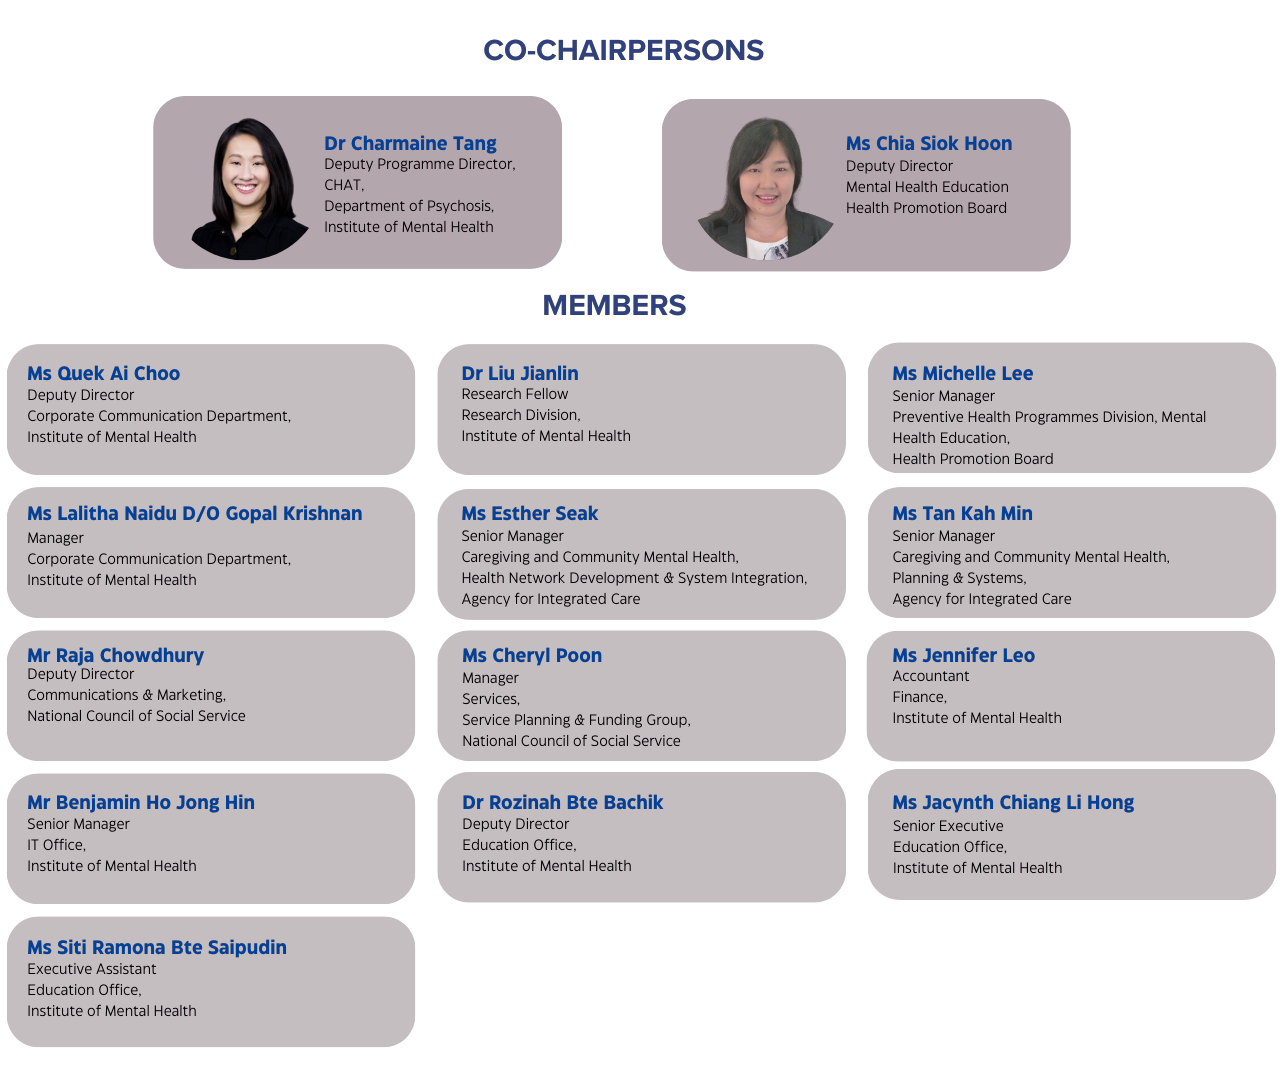 CO-CHAIRPERSONS
Dr Charmaine Tang
Deputy Programme Director,
CHAT,
Department of Psychosis,
Institute of Mental Health
Ms Chia Siok Hoon
Deputy Director
Mental Health Education
Health Promotion Board
MEMBERS
Ms Quek Ai Choo
Deputy Director
Corporate Communication Department,
Institute of Mental Health
Dr Liu Jianlin
Research Fellow
Research Division,
Institute of Mental Health
Ms Michelle Lee
Senior Manager
Preventive Health Programmes Division, Mental
Health Education,
Health Promotion Board
Ms Lalitha Naidu D/O Gopal Krishnan
Manager
Corporate Communication Department,
Institute of Mental Health
Ms Esther Seak
Senior Manager
Caregiving and Community Mental Health,
Health Network Development & System Integration,
Agency for Integrated Care
Ms Tan Kah Min
Senior Manager
Caregiving and Community Mental Health,
Planning & Systems,
Agency for Integrated Care
Mr Raja Chowdhury
Deputy Director
Communications & Marketing,
National Council of Social Service
Ms Cheryl Poon
Manager
Services,
Service Planning & Funding Group,
National Council of Social Service
Ms Jennifer Leo
Accountant
Finance,
Institute of Mental Health
Mr Benjamin Ho Jong Hin
Senior Manager
IT Office,
Institute of Mental Health
Dr Rozinah Bte Bachik
Deputy Director
Education Office,
Institute of Mental Health
Ms Jacynth Chiang Li Hong
Senior Executive
Education Office,
Institute of Mental Health
Ms Siti Ramona Bte Saipudin
Executive Assistant
Education Office,
Institute of Mental Health